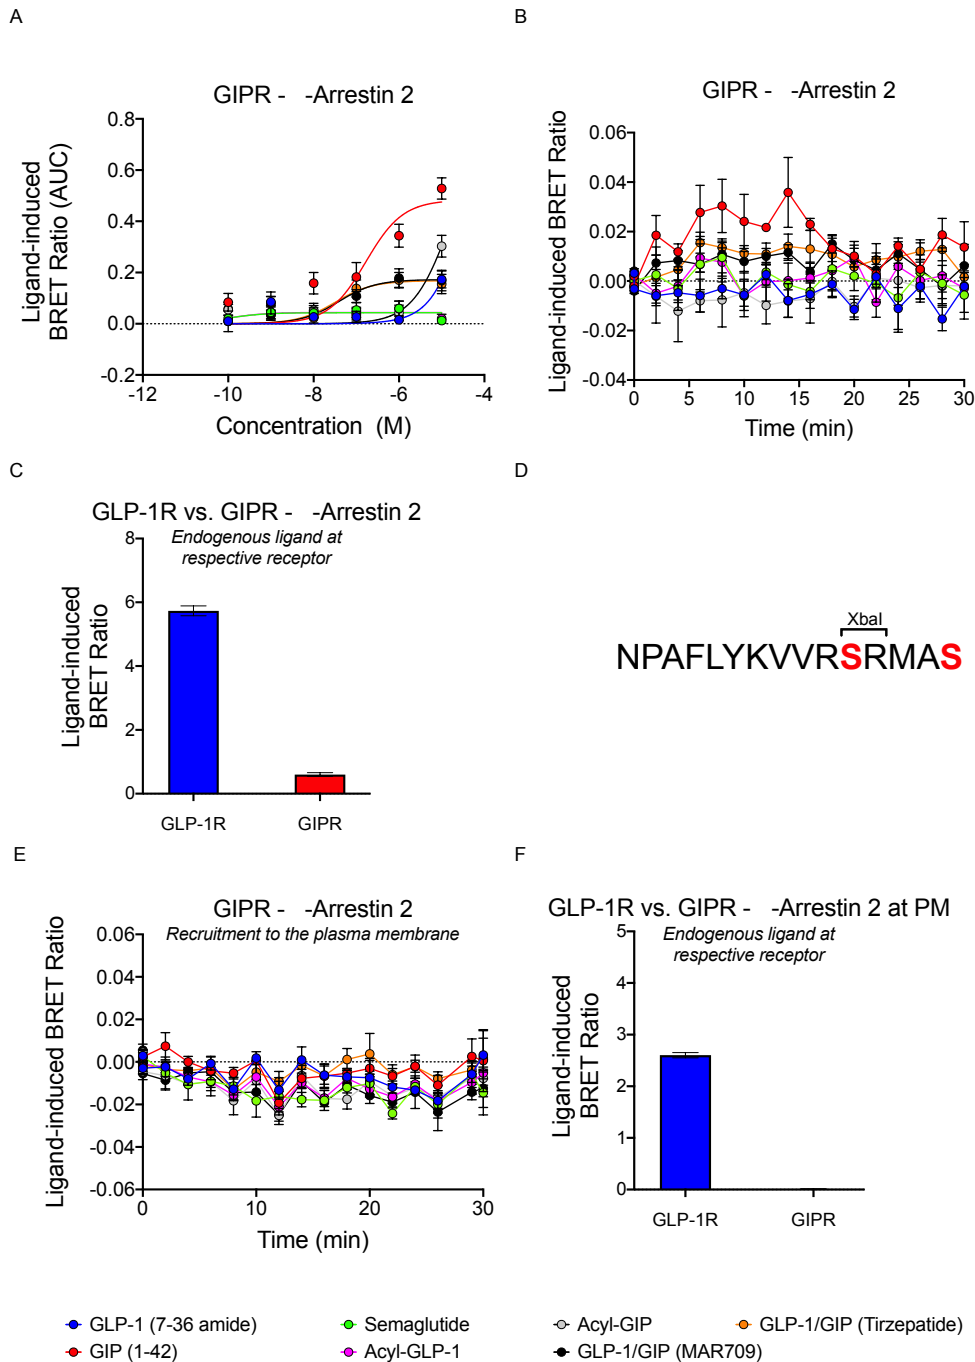 A
GIPR - -Arrestin 2
Ligand-induced
BRET Ratio (AUC)
0.8
0.6
0.4
0.2
0.0
-0.2
-12
-10
-8
-6
-4
Concentration (M)
B
GIPR - -Arrestin 2
Ligand-induced BRET Ratio
0.06
0.04
0.02
0.00
-0.02
-0.04
0
5
10
15
20
25
30
Time (min)
C
GLP-1R vs. GIPR - -Arrestin 2
Endogenous ligand at
respective receptor
Ligand-induced
BRET Ratio
8
6
4
2
0
GLP-1R
GIPR
D
XbaI
NPAFLYKVVRSRMAS
E
GIPR - -Arrestin 2
Recruitment to the plasma membrane
Ligand-induced BRET Ratio
0.06
0.04
0.02
0.00
-0.02
-0.04
-0.06
0
10
20
30
Time (min)
F
GLP-1R vs. GIPR - -Arrestin 2 at PM
Endogenous ligand at
respective receptor
Ligand-induced
BRET Ratio
5
4
3
2
1
0
GLP-1R
GIPR
GLP-1 (7-36 amide)
Semaglutide
Acyl-GIP
GLP-1/GIP (Tirzepatide)
GIP (1-42)
Acyl-GLP-1
GLP-1/GIP (MAR709)